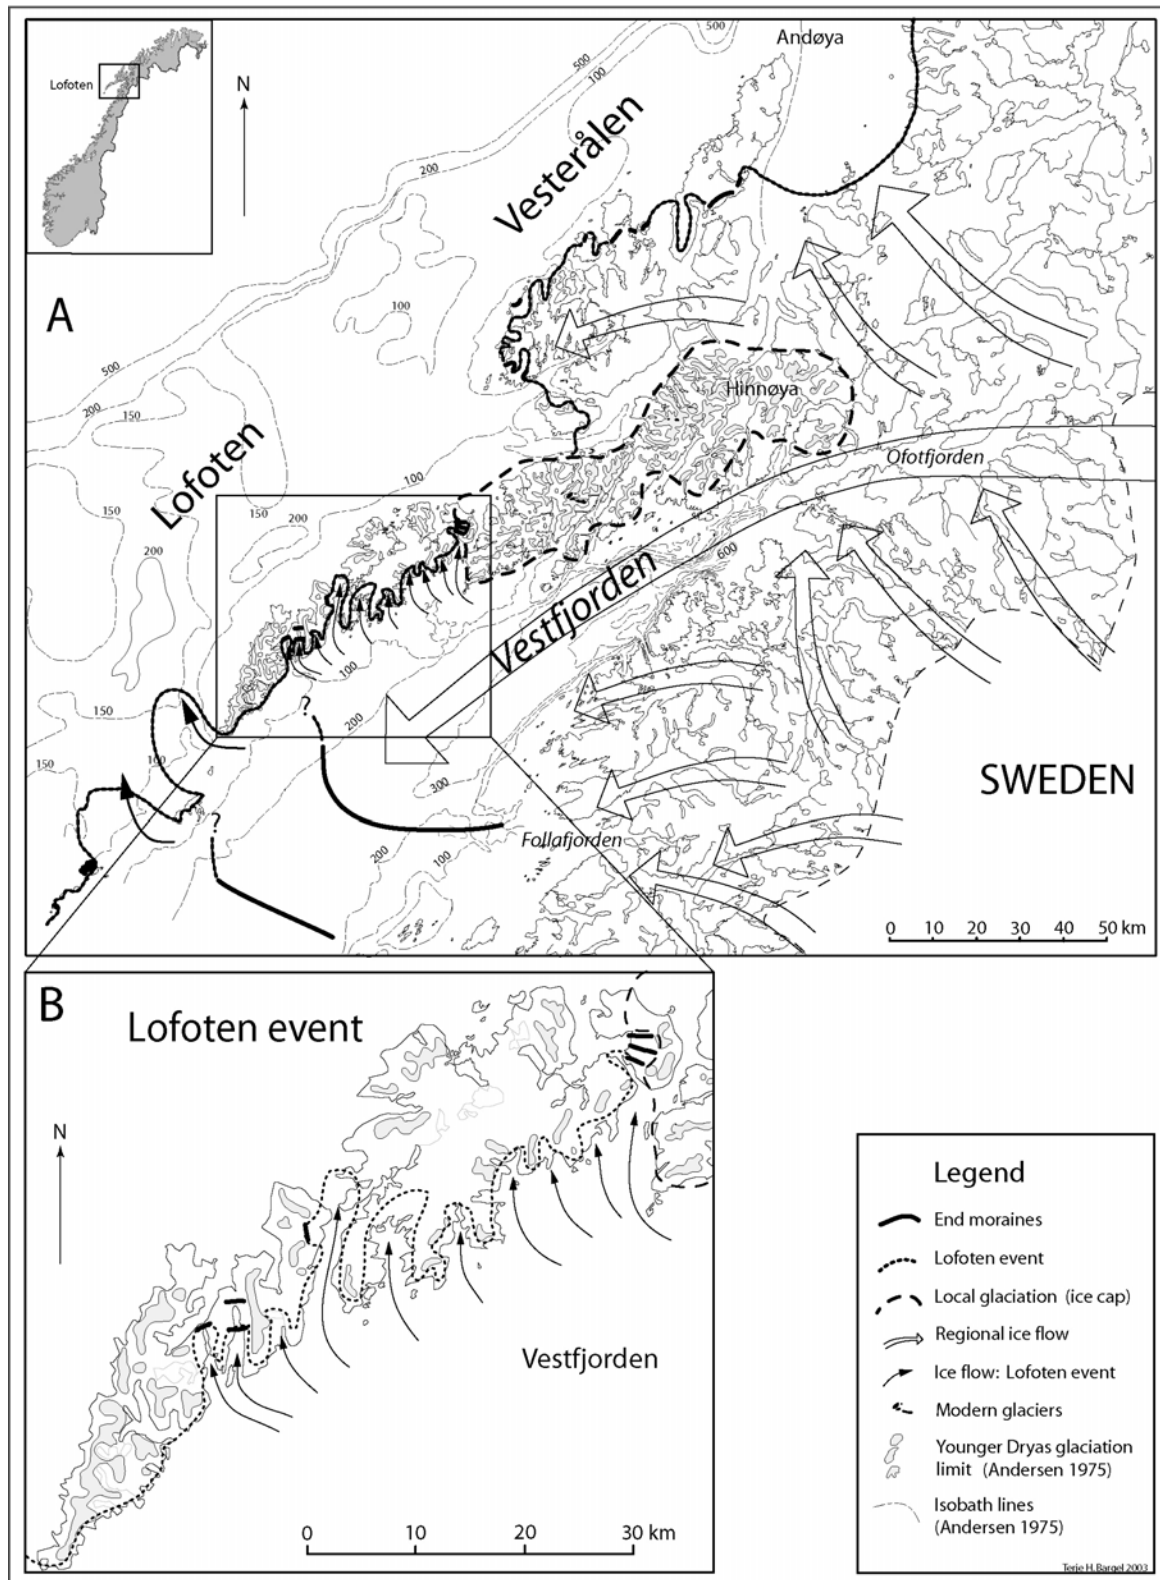 Lofoten
N
A
500
500
100
Andøya
Vesterålen
200
100
500
200
150
Lofoten
Hinnøya
Ofotfjorden
100
150
200
150
200
600
Vestfjorden
100
150
?
200
100
150
300
SWEDEN
?
Follafjorden
200
100
0 10 20 30 40 50 km
B
Lofoten event
N
Vestfjorden
0 10 20 30 km
Legend
End moraines
Lofoten event
Local glaciation (ice cap)
Regional ice flow
Ice flow: Lofoten event
Modern glaciers
Younger Dryas glaciation
limit (Andersen 1975)
Isobath lines
(Andersen 1975)
Terje H. Bargel 2003